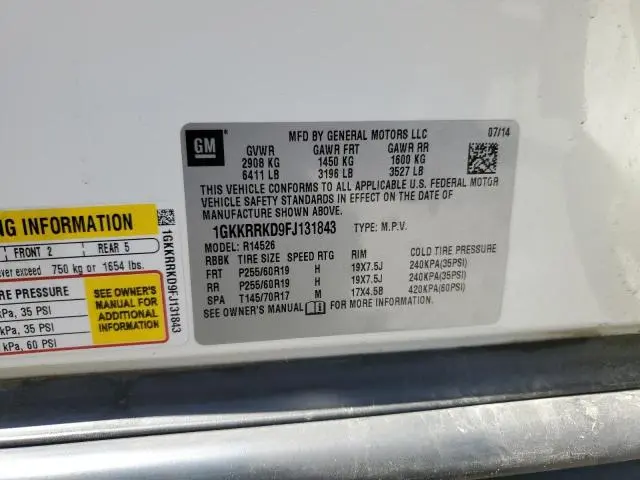 GM
MFD BY GENERAL MOTORS LLC 07/14
GVWR GAWR FRT GAWR RR
2908 KG 1450 KG 1600 KG
6411 LB 3196 LB 3527 LB
THIS VEHICLE CONFORMS TO ALL APPLICABLE U.S. FEDERAL MOTOR
VEHICLE SAFETY STANDARDS IN EFFECT ON THE DATE OF
MANUFACTURE SHOWN ABOVE.
1GKKRRKD9FJ131843 TYPE: M.P.V.
MODEL: R14526
RBBK TIRE SIZE SPEED RTG RIM COLD TIRE PRESSURE
FRT P255/60R19 H 19X7.5J 240KPA(35PSI)
RR P255/60R19 H 19X7.5J 240KPA(35PSI)
SPA T145/70R17 M 17X4.5B 420KPA(60PSI)
SEE OWNER'S MANUAL FOR MORE INFORMATION.
NG INFORMATION
FRONT 2 REAR 5
ver exceed 750 kg or 1654 lbs.
RE PRESSURE
kPa, 35 PSI
kPa, 35 PSI
kPa, 60 PSI
SEE OWNER'S
MANUAL FOR
ADDITIONAL
INFORMATION
1GKKRRKD9FJ131843